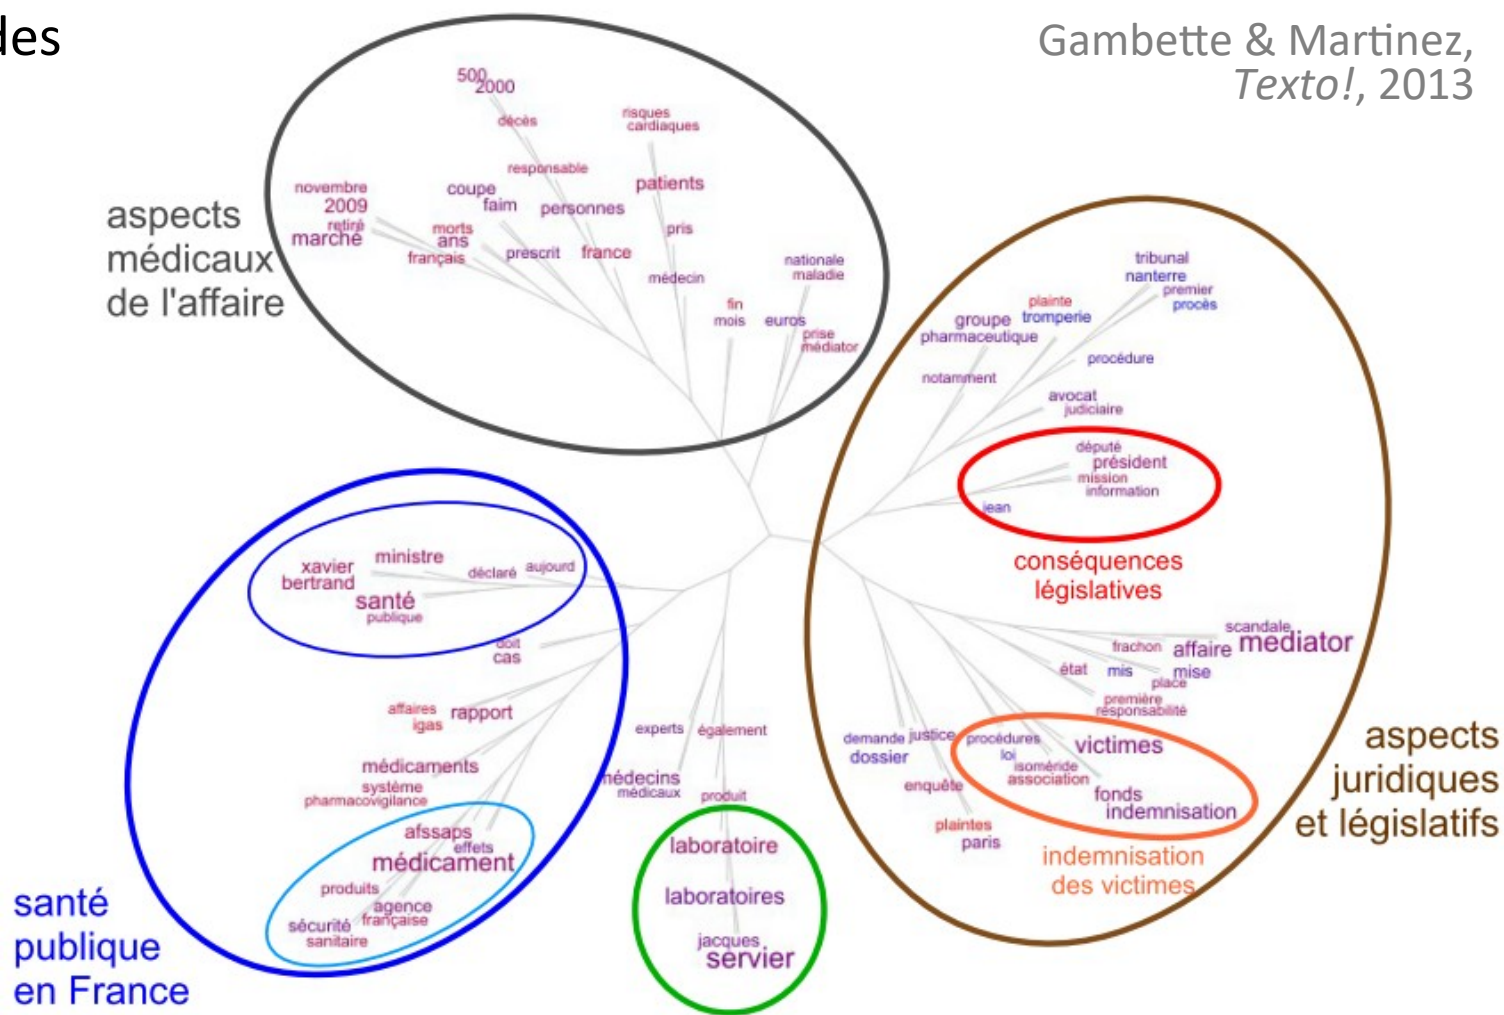 des
Gambette & Martinez,
Texto!, 2013
500
2000
décès
responsable
risques
cardiaques
patients
novembre
2009
retiré
marché
coupe
faim
personnes
morts
ans
français
prescrit
france
pris
médecin
nationale
maladie
fin
mois
euros
prise
médiator
aspects
médicaux
de l'affaire
tribunal
nanterre
premier
procès
plainte
tromperie
groupe
pharmaceutique
procédure
notamment
avocat
judiciaire
député
président
mission
information
jean
conséquences
législatives
xavier
bertrand
ministre
déclaré
aujourd
santé
publique
doit
cas
affaires
igas
rapport
médicaments
système
pharmacovigilance
afssaps
effets
médicament
produits
agence
française
sécurité
sanitaire
santé
publique
en France
experts
également
médecins
médicaux
produit
laboratoire
laboratoires
jacques
servier
scandale
mediator
frachon
affaire
état
mis
mise
place
première
responsabilité
demande
justice
dossier
procédures
loi
victimes
isoméride
association
enquête
fonds
indemnisation
plaintes
paris
indemnisation
des victimes
aspects
juridiques
et législatifs